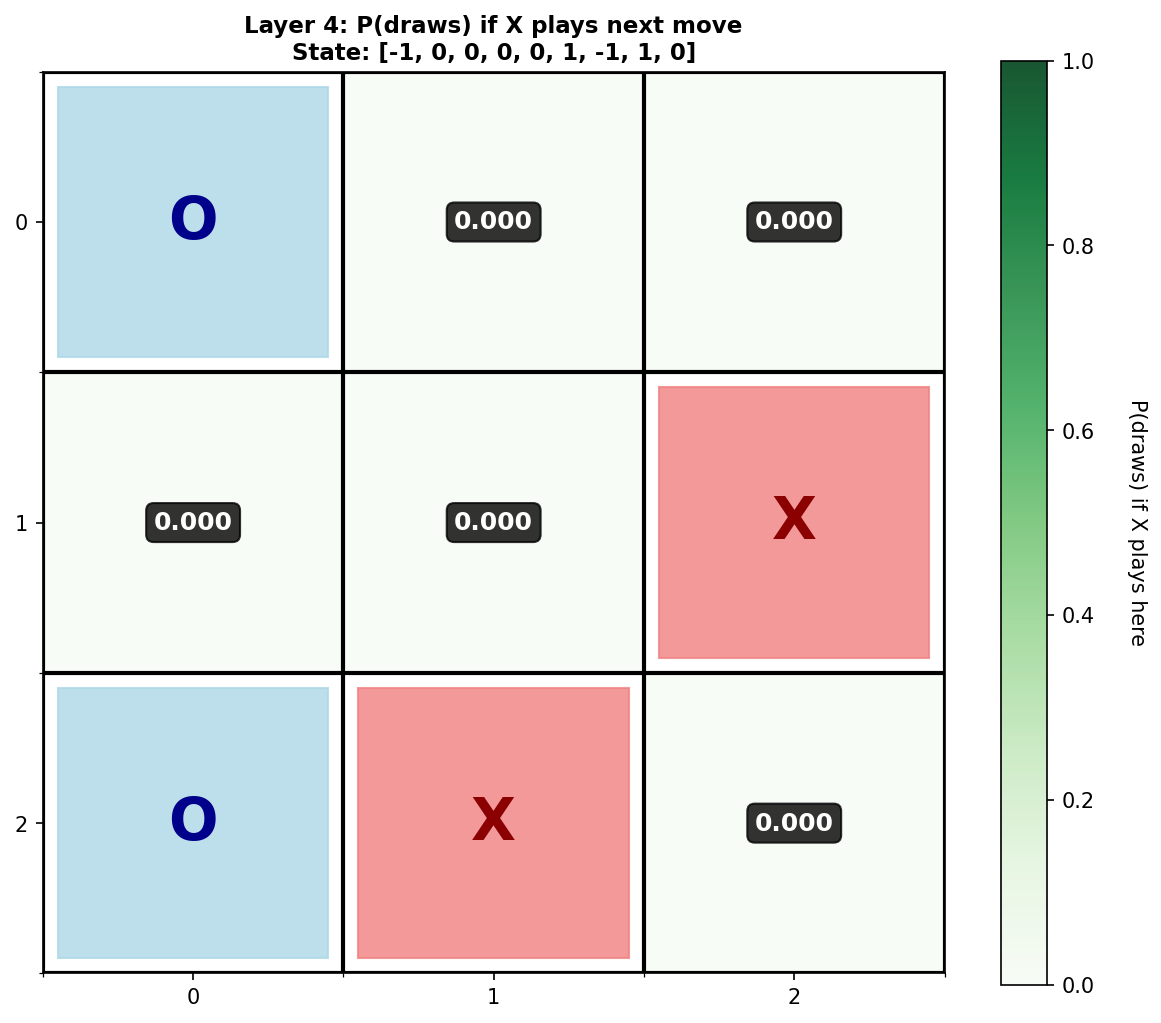 Layer 4: P(draws) if X plays next move
State: [-1, 0, 0, 0, 0, 1, -1, 1, 0]
0
O
0.000
0.000
1
0.000
0.000
X
2
O
X
0.000
0
1
2
1.0
0.8
0.6
0.4
0.2
0.0
P(draws) if X plays here